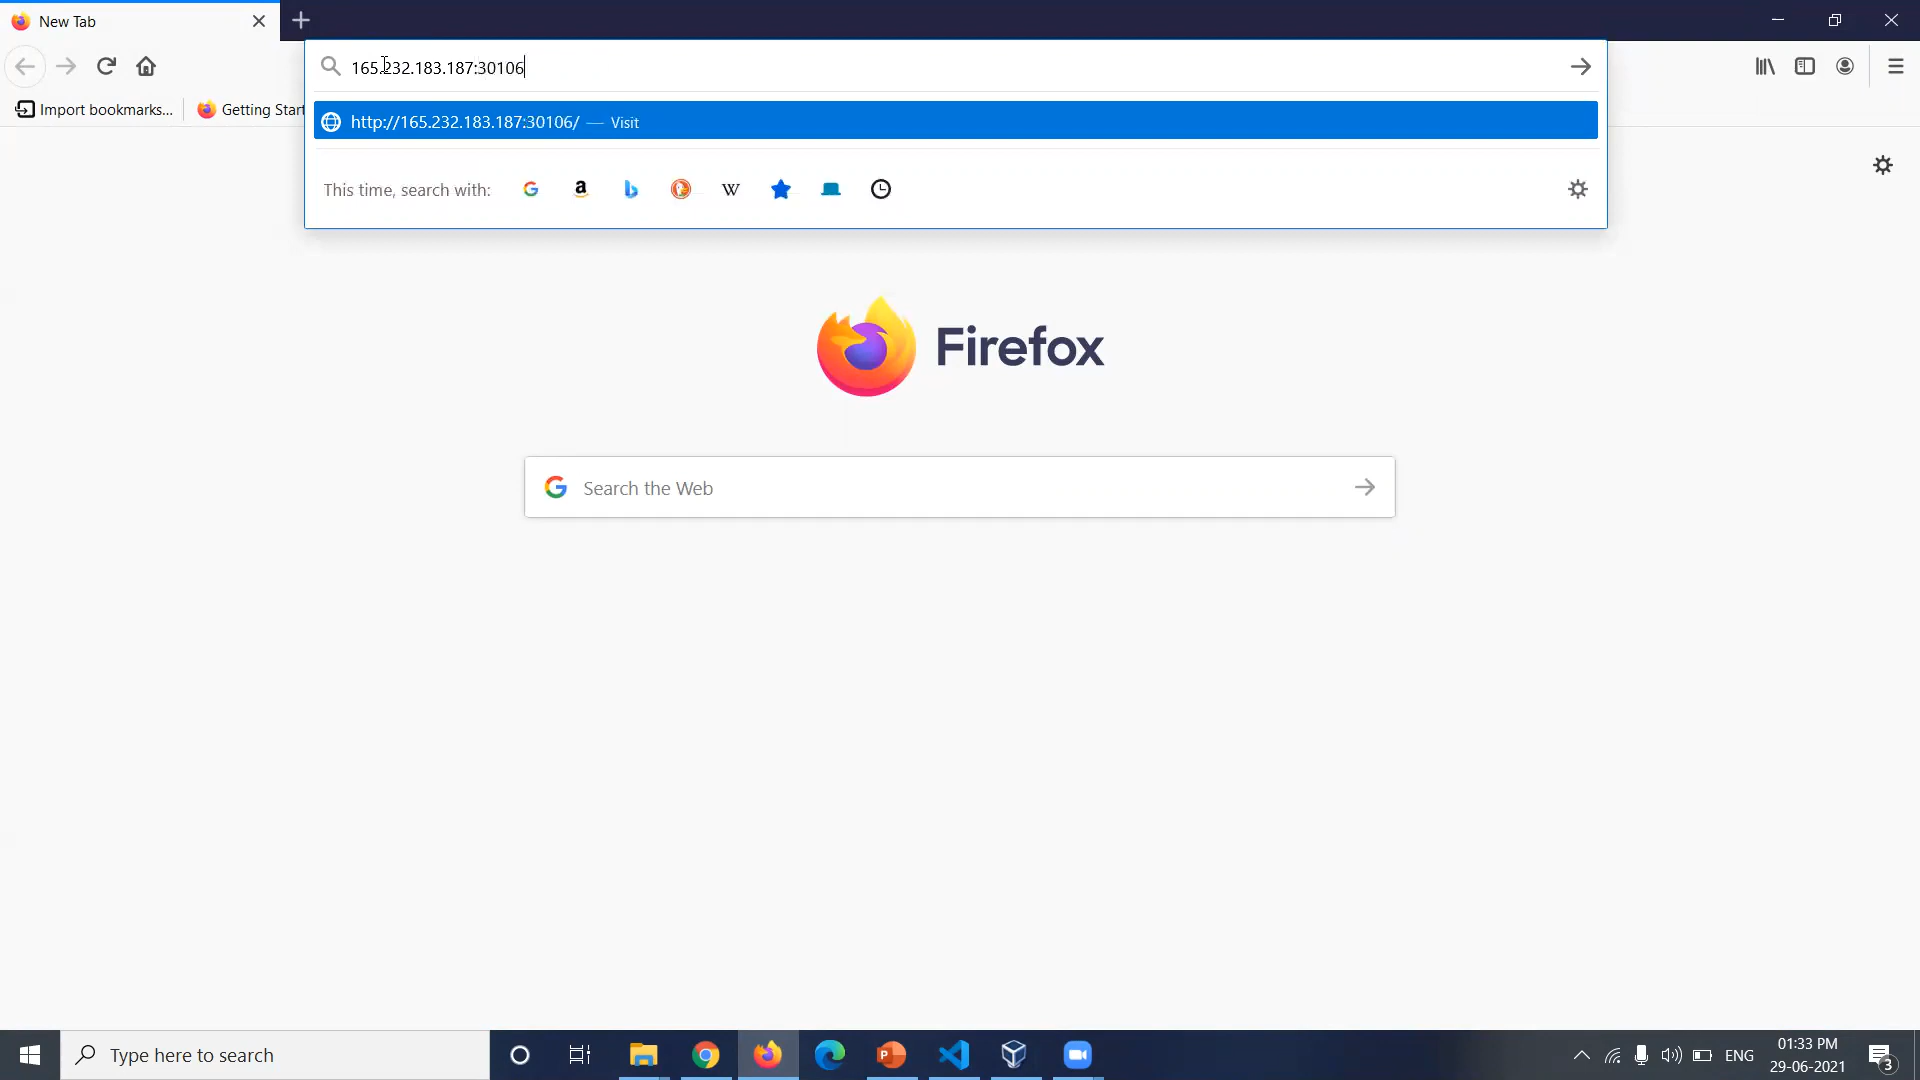 New Tab
165.232.183.187:30106
Import bookmarks...
Getting Start
http://165.232.183.187:30106/ — Visit
This time, search with:
Firefox
Search the Web
Type here to search
ENG
01:33 PM
29-06-2021
3